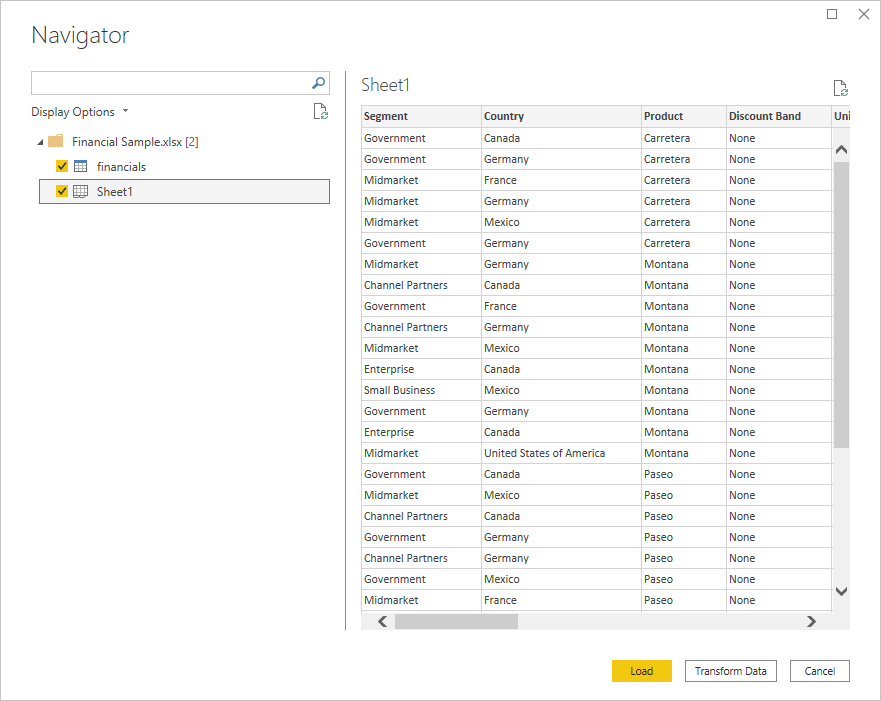 Navigator
Display Options
Financial Sample.xlsx [2]
financials
Sheet1
Sheet1
Segment Country Product Discount Band Uni
Government Canada Carretera None
Government Germany Carretera None
Midmarket France Carretera None
Midmarket Germany Carretera None
Midmarket Mexico Carretera None
Government Germany Carretera None
Midmarket Germany Montana None
Channel Partners Canada Montana None
Government France Montana None
Channel Partners Germany Montana None
Midmarket Mexico Montana None
Enterprise Canada Montana None
Small Business Mexico Montana None
Government Germany Montana None
Enterprise Canada Montana None
Midmarket United States of America Montana None
Government Canada Paseo None
Midmarket Mexico Paseo None
Channel Partners Canada Paseo None
Government Germany Paseo None
Channel Partners Germany Paseo None
Government Mexico Paseo None
Midmarket France Paseo None
Load Transform Data Cancel